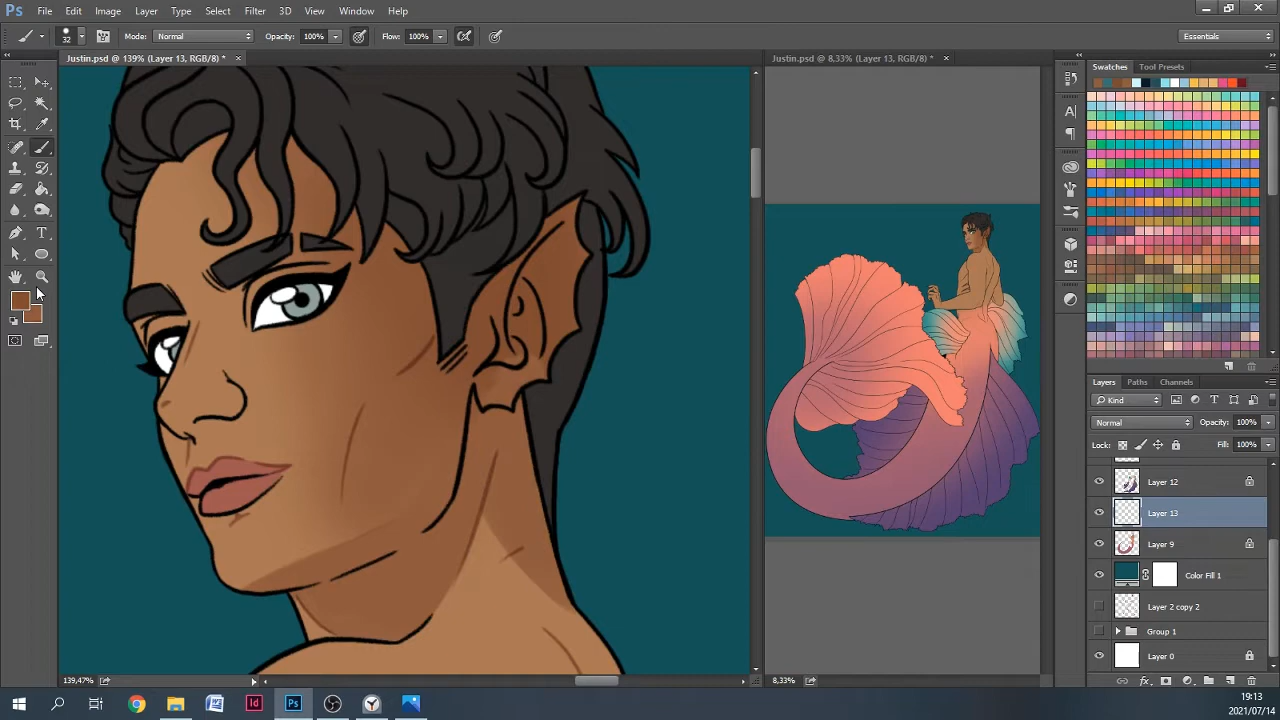 Ps File Edit Image Layer Type Select Filter 3D View Window Help
32 Mode: Normal Opacity: 100% Flow: 100% Essentials
Justin.psd @ 139% (Layer 13, RGB/8) * Justin.psd @ 8,33% (Layer 13, RGB/8) *
Swatches Tool Presets
Layers Paths Channels
Kind
Normal Opacity: 100%
Lock: Fill: 100%
Layer 12
Layer 13
Layer 9
Color Fill 1
Layer 2 copy 2
Group 1
Layer 0
139,47% 8,33%
19:13
2021/07/14